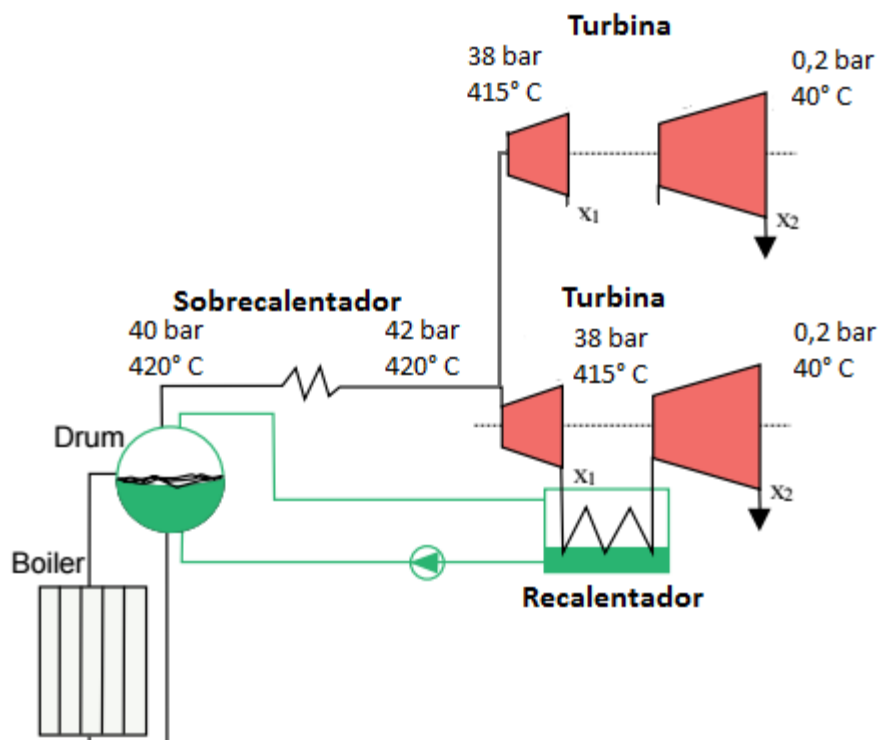 Turbina
38 bar
415° C
0,2 bar
40° C
x₁
x₂
Sobrecalentador
40 bar
420° C
42 bar
420° C
Turbina
38 bar
415° C
0,2 bar
40° C
Drum
x₁
x₂
Boiler
Recalentador